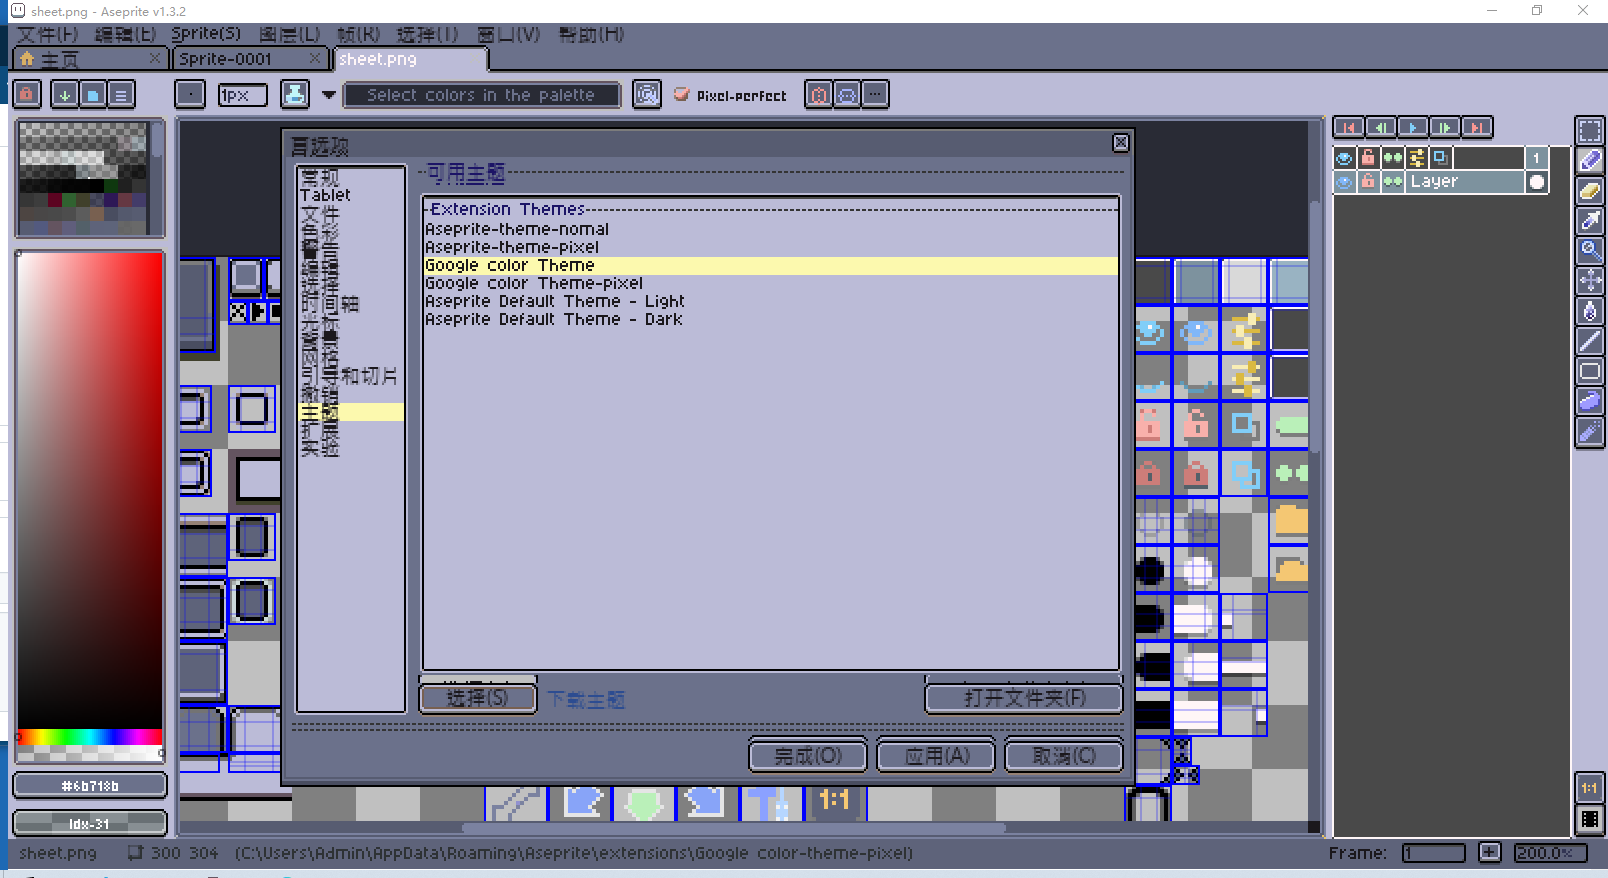 sheet.png - Aseprite v1.3.2
文件(F) 编辑(E) Sprite(S) 图层(L) 帧(R) 选择(T) 窗口(V) 帮助(H)
主页 Sprite-0001 sheet.png
1px Select colors in the palette Pixel-perfect
首选项
常规
Tablet
文件
色彩
警告
编辑
选择
时间轴
光标
背景
网格
引导和切片
撤销
主题
扩展
实验
可用主题
Extension Themes
Aseprite-theme-nomal
Aseprite-theme-pixel
Google color Theme
Google color Theme-pixel
Aseprite Default Theme - Light
Aseprite Default Theme - Dark
选择(S) 下载主题 打开文件夹(F)
完成(O) 应用(A) 取消(C)
1
Layer
1:1
1:1
#6b718b
Idx-31
sheet.png 300 304 (C:\Users\Admin\AppData\Roaming\Aseprite\extensions\Google color-theme-pixel)
Frame: 1 200.0%